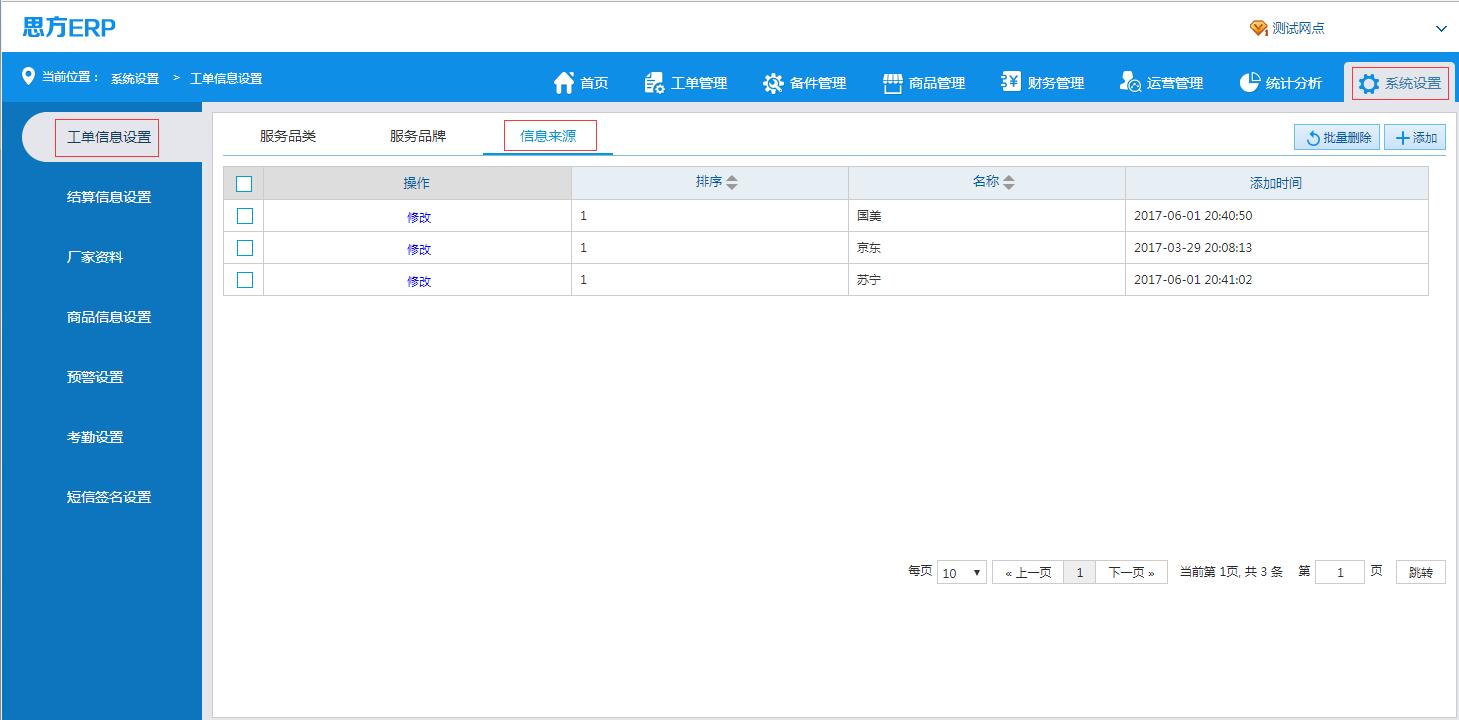 思方ERP
测试网点
当前位置： 系统设置 > 工单信息设置
首页 工单管理 备件管理 商品管理 财务管理 运营管理 统计分析 系统设置
工单信息设置
结算信息设置
厂家资料
商品信息设置
预警设置
考勤设置
短信签名设置
服务品类 服务品牌 信息来源
批量删除 添加
操作 排序 名称 添加时间
修改 1 国美 2017-06-01 20:40:50
修改 1 京东 2017-03-29 20:08:13
修改 1 苏宁 2017-06-01 20:41:02
每页 10 « 上一页 1 下一页 » 当前第 1页, 共 3 条 第 1 页 跳转